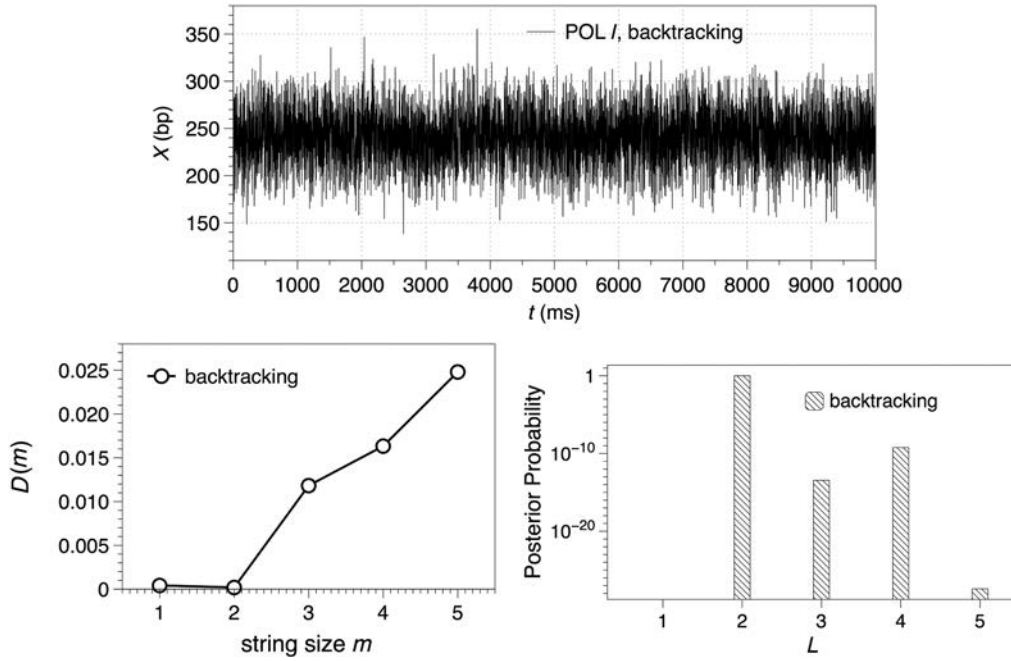 350
300
250
200
150
X (bp)
POL I, backtracking
0 1000 2000 3000 4000 5000 6000 7000 8000 9000 10000
t (ms)
0.025
0.020
0.015
0.010
0.005
0
D(m)
backtracking
1 2 3 4 5
string size m
1
10⁻¹⁰
10⁻²⁰
Posterior Probability
backtracking
1 2 3 4 5
L